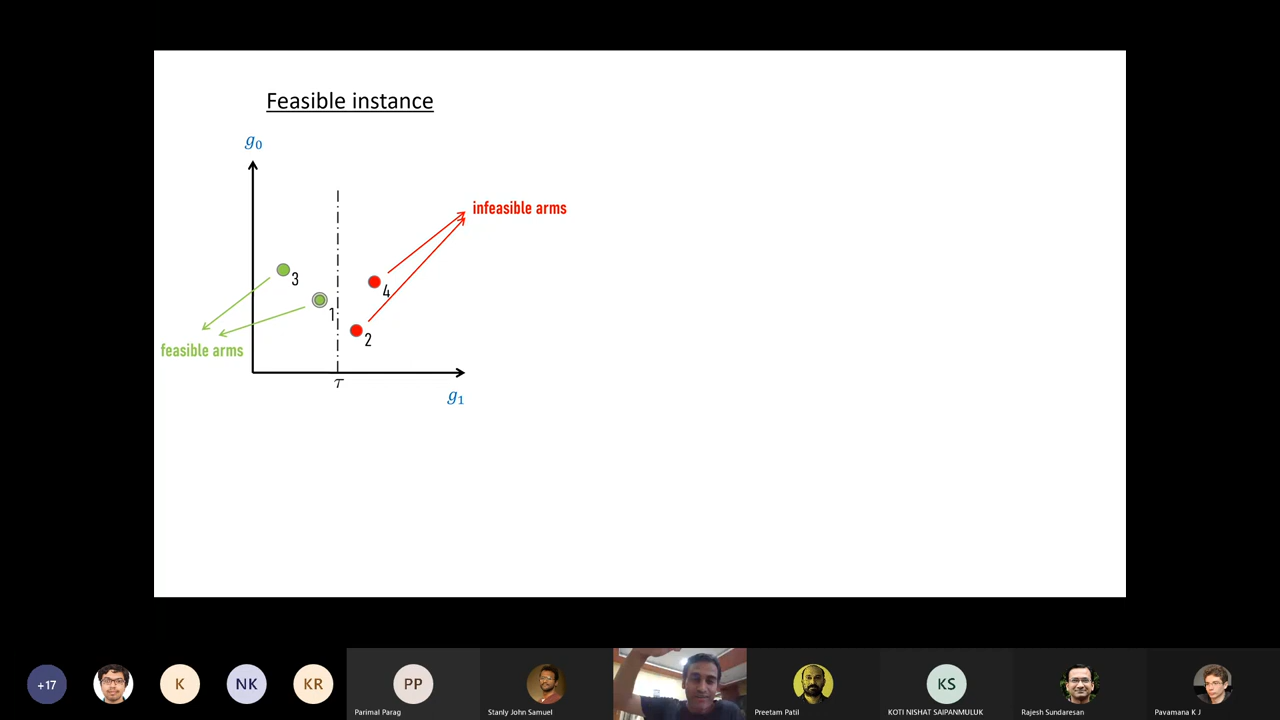 Feasible instance
g₀
infeasible arms
3
4
1
2
feasible arms
τ
g₁
+17
K
NK
KR
PP
KS
Parimal Parag
Stanly John Samuel
Preetam Patil
KOTI NISHAT SAIPANMULUK
Rajesh Sundaresan
Pavamana K J